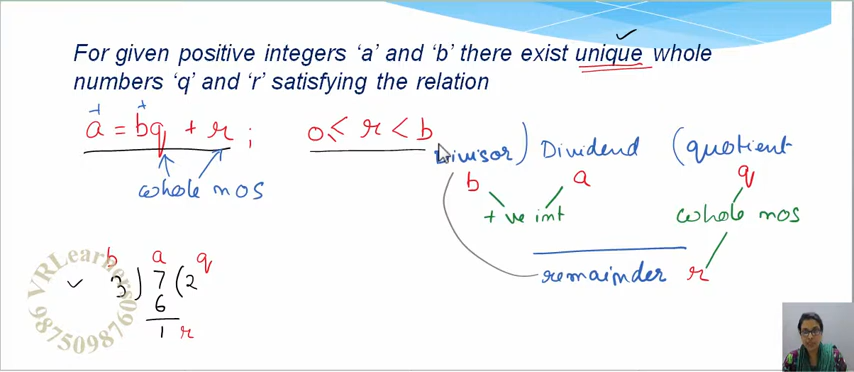 For given positive integers 'a' and 'b' there exist unique whole
numbers 'q' and 'r' satisfying the relation
+ +
a = bq + r ; 0 ≤ r < b
Divisor) Dividend (quotient
b a q
whole nos
+ve int
whole nos
remainder r
b a q
3) 7 (2
6
1 r
VRLearners
9875098760